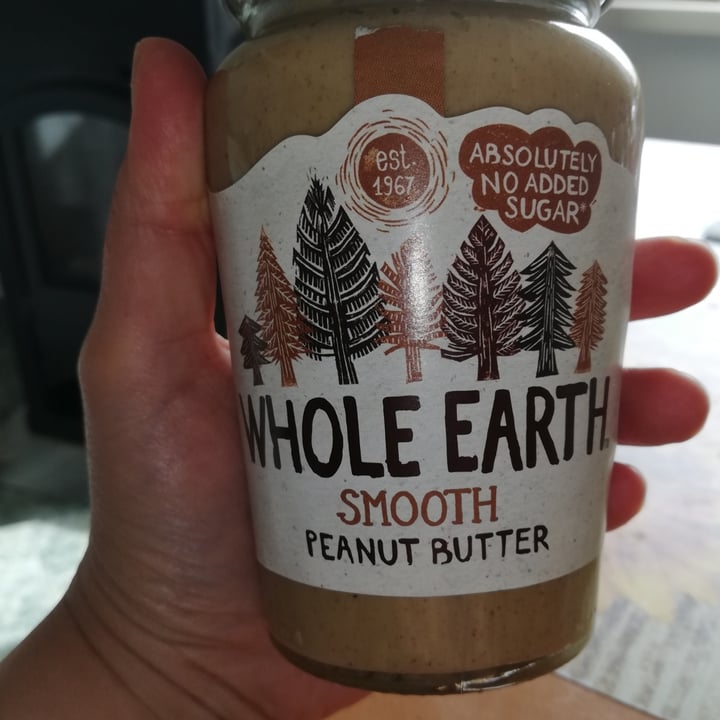 est.
1967
ABSOLUTELY
NO ADDED
SUGAR*
WHOLE EARTH
SMOOTH
PEANUT BUTTER